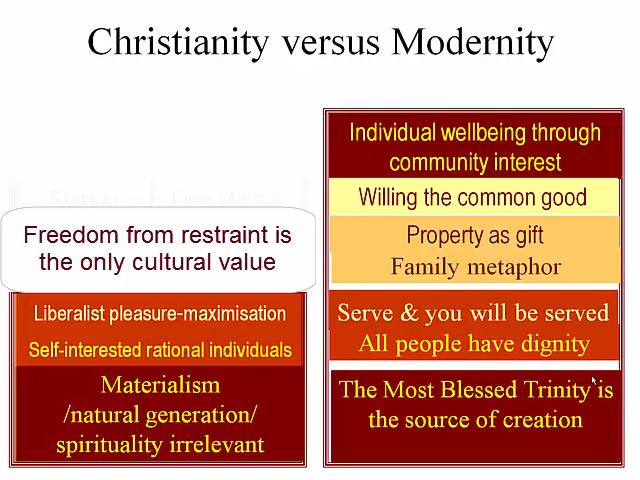 Christianity versus Modernity
Freedom from restraint is
the only cultural value
Liberalist pleasure-maximisation
Self-interested rational individuals
Materialism
/natural generation/
spirituality irrelevant
Individual wellbeing through
community interest
Willing the common good
Property as gift
Family metaphor
Serve & you will be served
All people have dignity
The Most Blessed Trinity is
the source of creation